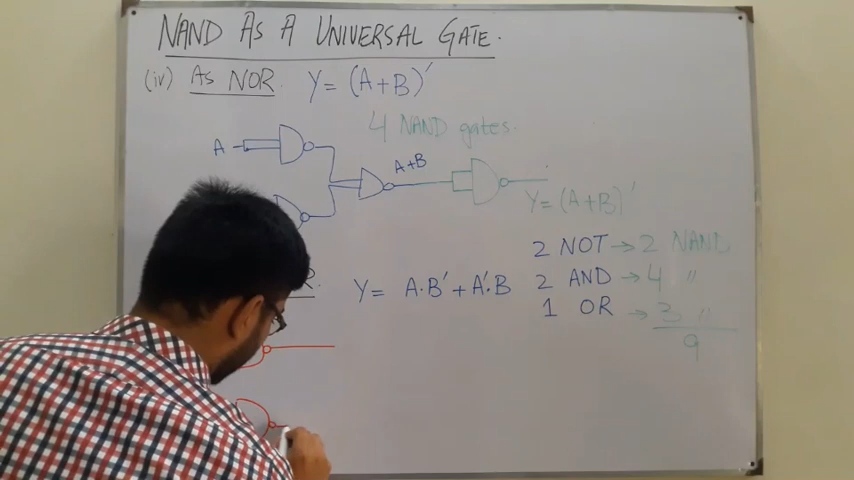 NAND AS A UNIVERSAL GATE.
(iv) AS NOR. Y = (A+B)'
4 NAND gates.
A
A+B
Y = (A+B)'
2 NOT → 2 NAND
Y = A.B' + A'.B
2 AND → 4 "
1 OR → 3 "
9